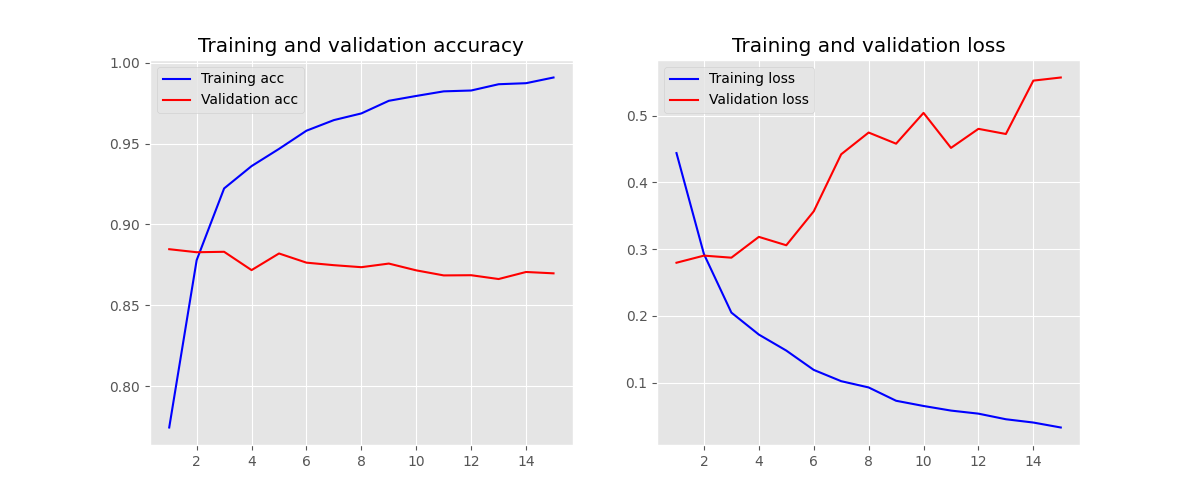 Training and validation accuracy
1.00
0.95
0.90
0.85
0.80
Training acc
Validation acc
2 4 6 8 10 12 14
Training and validation loss
0.5
0.4
0.3
0.2
0.1
Training loss
Validation loss
2 4 6 8 10 12 14